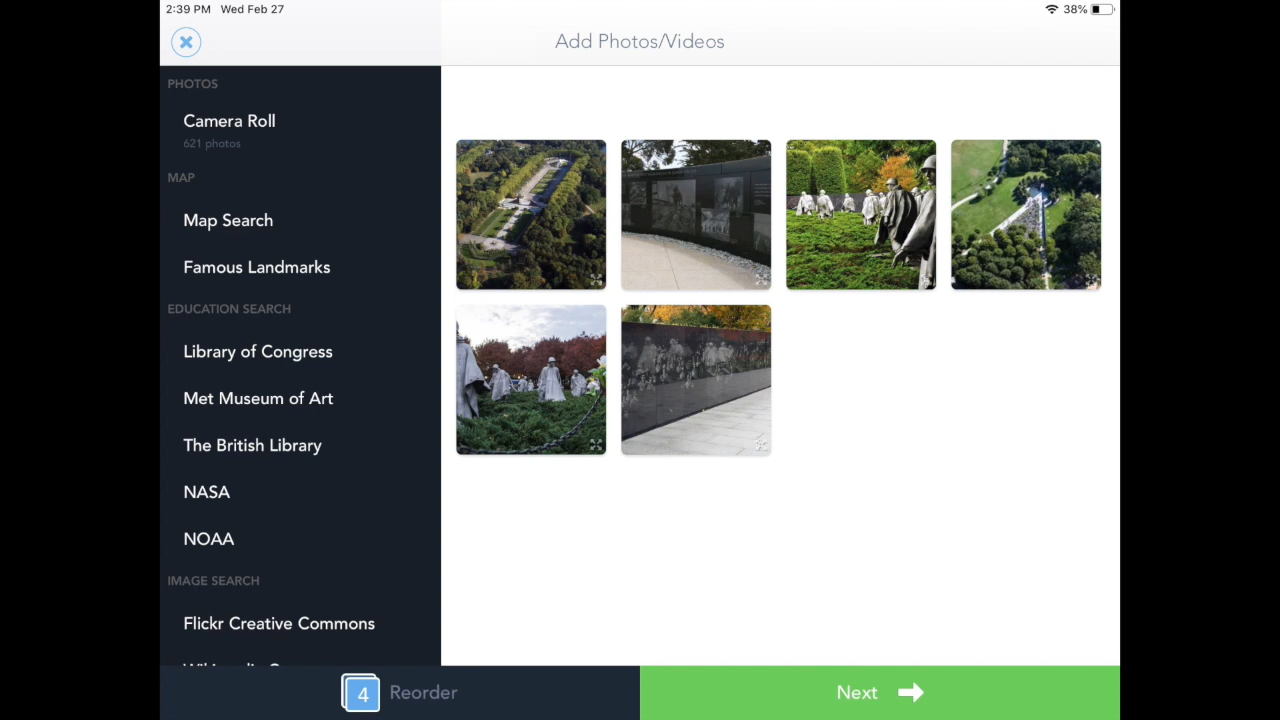 2:39 PM Wed Feb 27
38%
Add Photos/Videos
PHOTOS
Camera Roll
621 photos
MAP
Map Search
Famous Landmarks
EDUCATION SEARCH
Library of Congress
Met Museum of Art
The British Library
NASA
NOAA
IMAGE SEARCH
Flickr Creative Commons
4 Reorder
Next